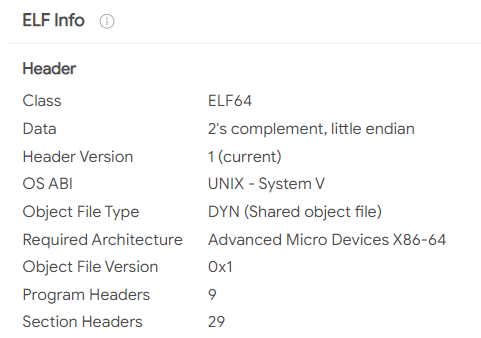 ELF Info
Header
Class ELF64
Data 2's complement, little endian
Header Version 1 (current)
OS ABI UNIX - System V
Object File Type DYN (Shared object file)
Required Architecture Advanced Micro Devices X86-64
Object File Version 0x1
Program Headers 9
Section Headers 29